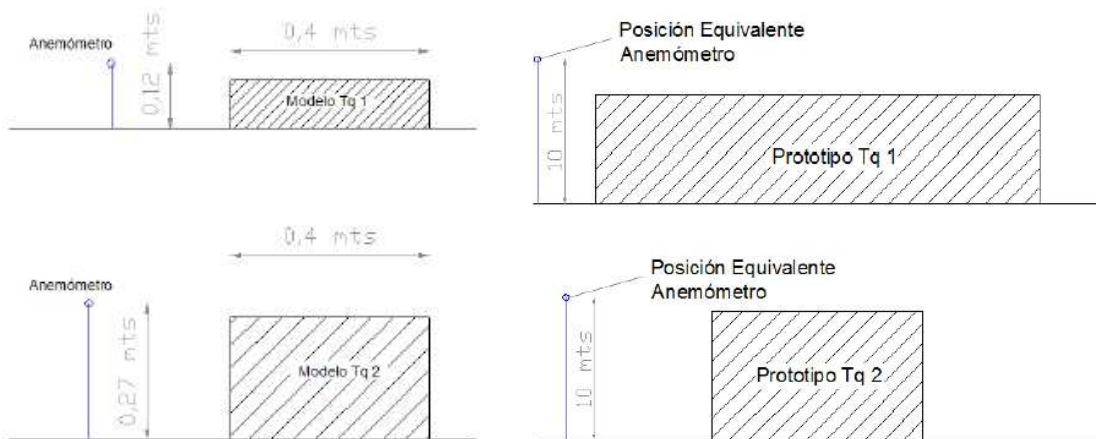 0,4 mts
Anemómetro
0,12 mts
Modelo Tq 1
Posición Equivalente
Anemómetro
10 mts
Prototipo Tq 1
0,4 mts
Anemómetro
0,27 mts
Modelo Tq 2
Posición Equivalente
Anemómetro
10 mts
Prototipo Tq 2